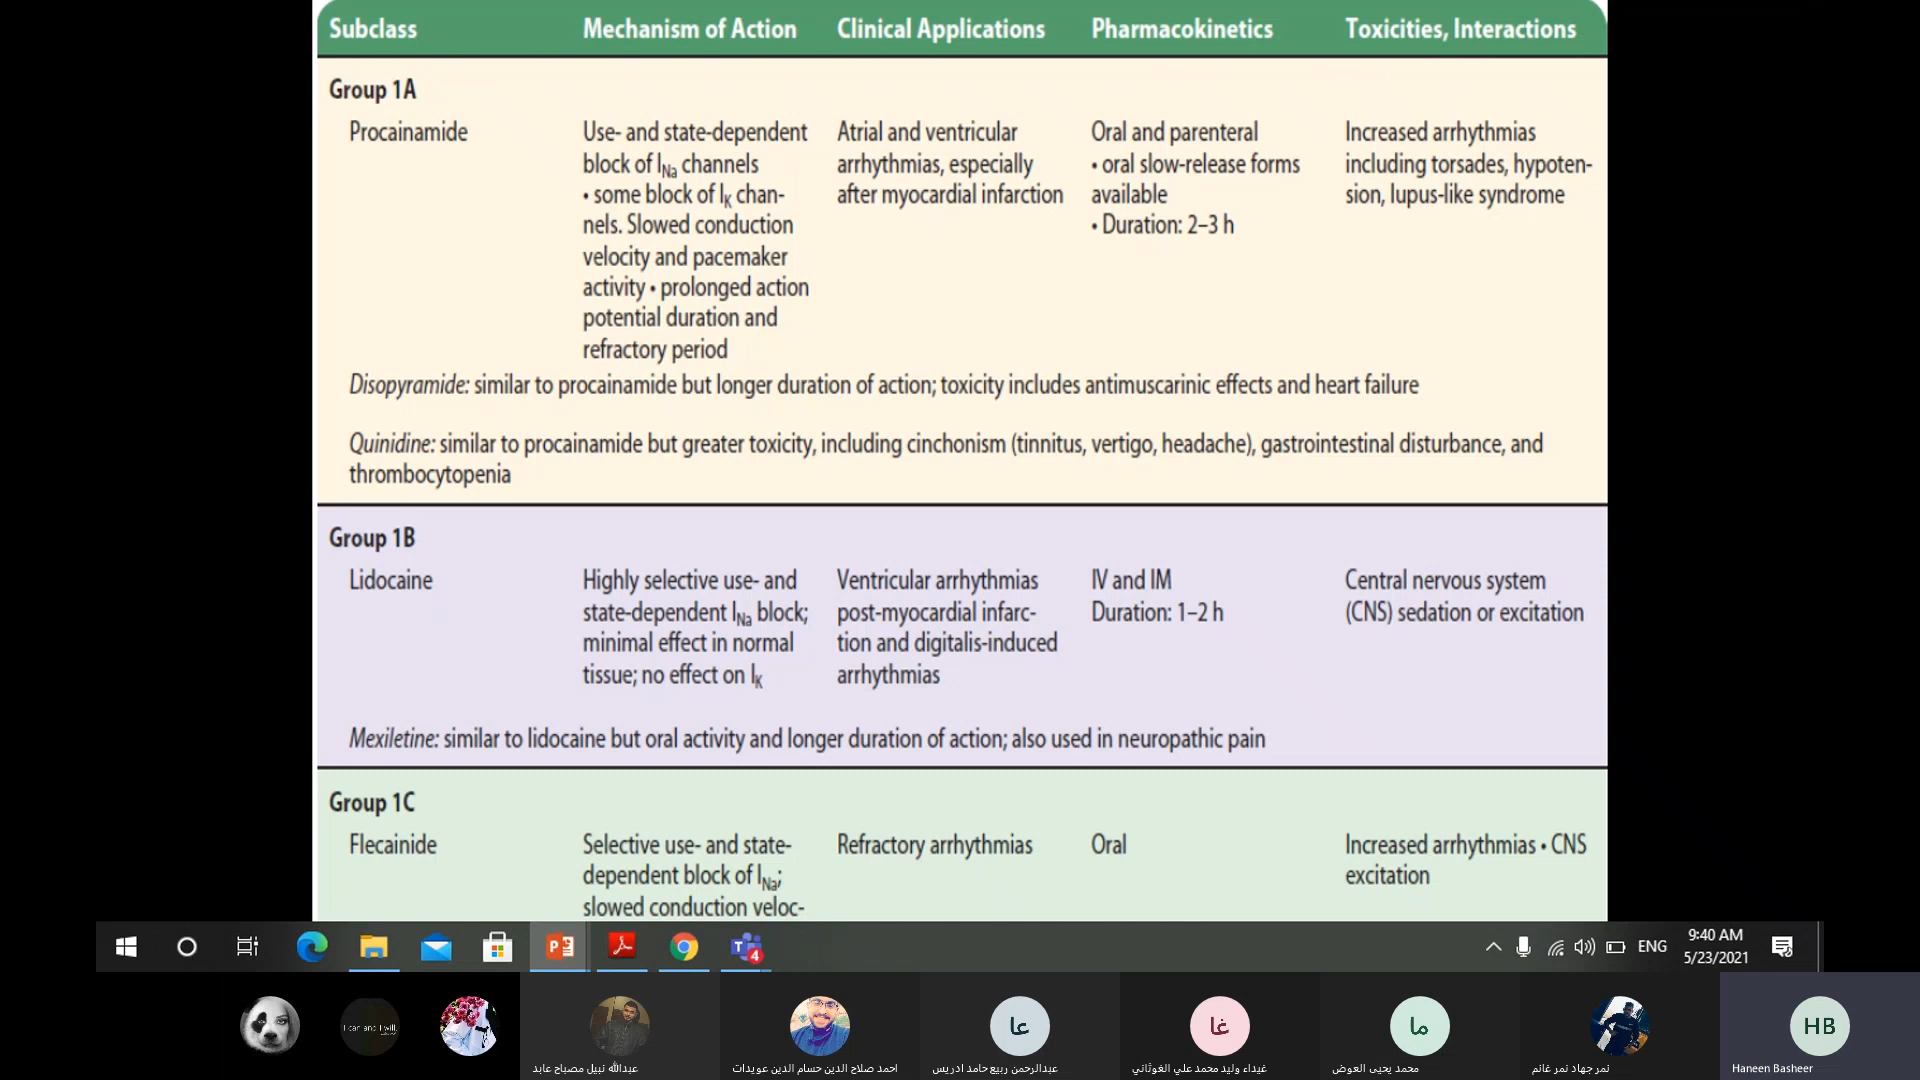 Subclass Mechanism of Action Clinical Applications Pharmacokinetics Toxicities, Interactions
Group 1A
Procainamide
Use- and state-dependent
block of INa channels
• some block of IK chan-
nels. Slowed conduction
velocity and pacemaker
activity • prolonged action
potential duration and
refractory period
Atrial and ventricular
arrhythmias, especially
after myocardial infarction
Oral and parenteral
• oral slow-release forms
available
• Duration: 2–3 h
Increased arrhythmias
including torsades, hypoten-
sion, lupus-like syndrome
Disopyramide: similar to procainamide but longer duration of action; toxicity includes antimuscarinic effects and heart failure
Quinidine: similar to procainamide but greater toxicity, including cinchonism (tinnitus, vertigo, headache), gastrointestinal disturbance, and
thrombocytopenia
Group 1B
Lidocaine
Highly selective use- and
state-dependent INa block;
minimal effect in normal
tissue; no effect on IK
Ventricular arrhythmias
post-myocardial infarc-
tion and digitalis-induced
arrhythmias
IV and IM
Duration: 1–2 h
Central nervous system
(CNS) sedation or excitation
Mexiletine: similar to lidocaine but oral activity and longer duration of action; also used in neuropathic pain
Group 1C
Flecainide
Selective use- and state-
dependent block of INa;
slowed conduction veloc-
Refractory arrhythmias
Oral
Increased arrhythmias • CNS
excitation
4
ENG
9:40 AM
5/23/2021
I can and I will.
عا
غا
ما
HB
عبدالله نبيل مصباح عابد
احمد صلاح الدين حسام الدين عويدات
عبدالرحمن ربيع حامد ادريس
غيداء وليد محمد علي الغوثاني
محمد يحيى العوض
نمر جهاد نمر غانم
Haneen Basheer